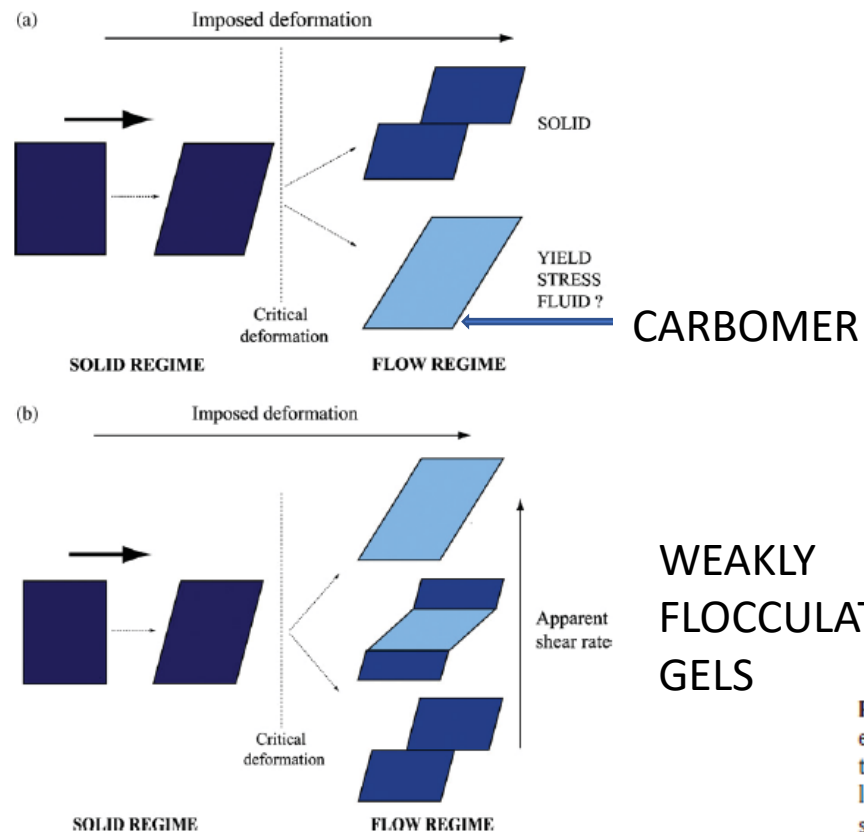 (a)
Imposed deformation
SOLID
YIELD
STRESS
FLUID ?
CARBOMER
Critical
deformation
SOLID REGIME
FLOW REGIME
(b)
Imposed deformation
WEAKLY
FLOCCULAT
GELS
Apparent
shear rate
Critical
deformation
SOLID REGIME
FLOW REGIME